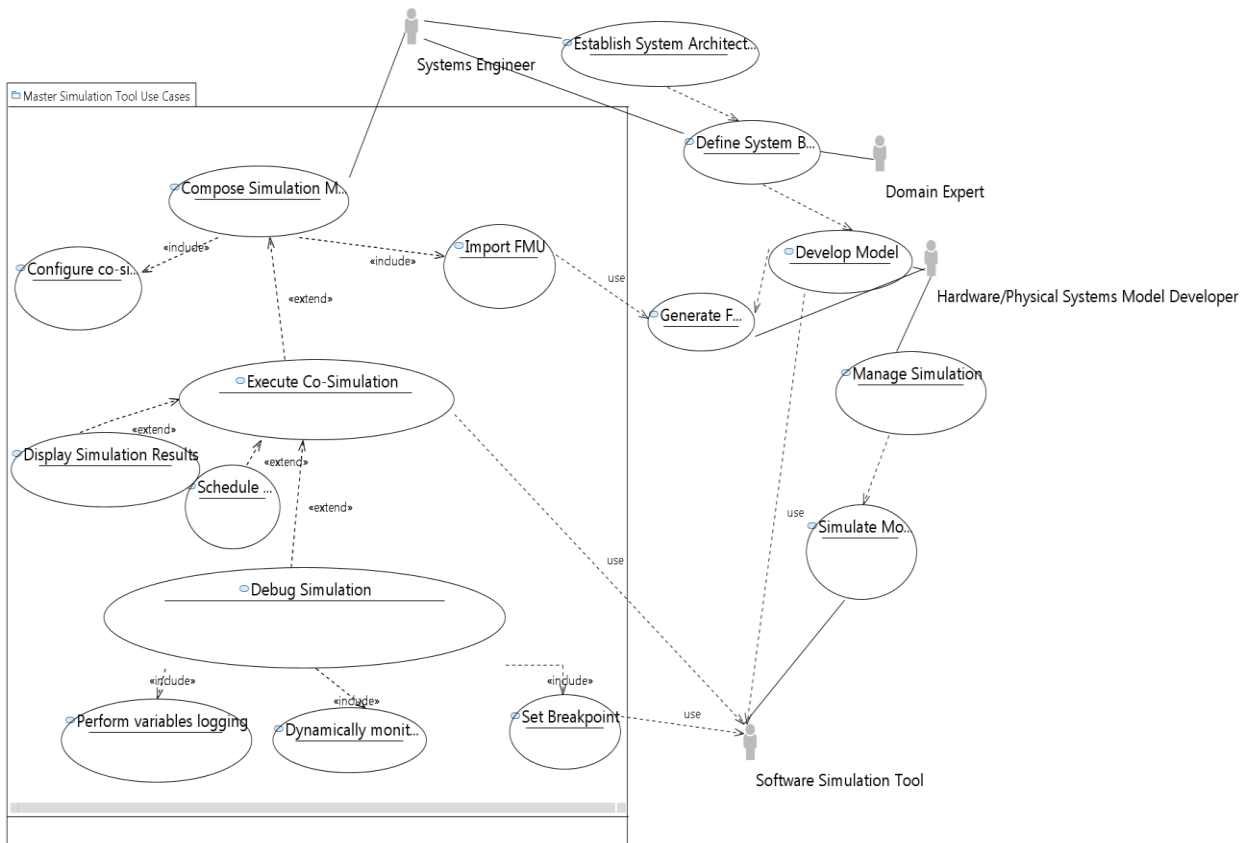 Establish System Architect...
Systems Engineer
Master Simulation Tool Use Cases
Define System B...
Domain Expert
Compose Simulation M...
«include»
Import FMU
Develop Model
Configure co-si...
«include»
use
Hardware/Physical Systems Model Developer
«extend»
Generate F...
Execute Co-Simulation
Manage Simulation
«extend»
Display Simulation Results
«extend»
Schedule ...
«extend»
use
Simulate Mo...
use
Debug Simulation
«include»
«include»
«include»
Perform variables logging
Dynamically monit...
Set Breakpoint
use
Software Simulation Tool